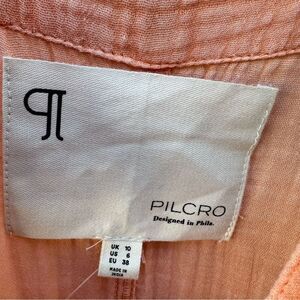 PILCRO
Designed in Phila.
UK 10
US 6
EU 38
MADE IN
INDIA